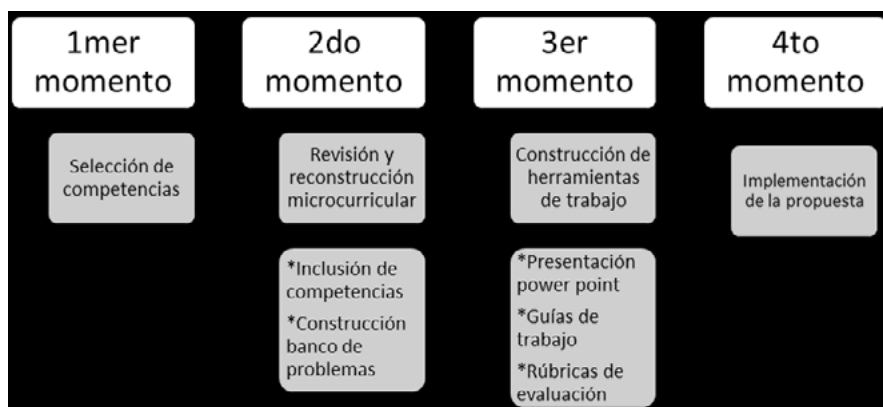 1mer
momento
Selección de
competencias
2do
momento
Revisión y
reconstrucción
microcurricular
*Inclusión de
competencias
*Construcción
banco de
problemas
3er
momento
Construcción de
herramientas
de trabajo
*Presentación
power point
*Guías de
trabajo
*Rúbricas de
evaluación
4to
momento
Implementación
de la propuesta